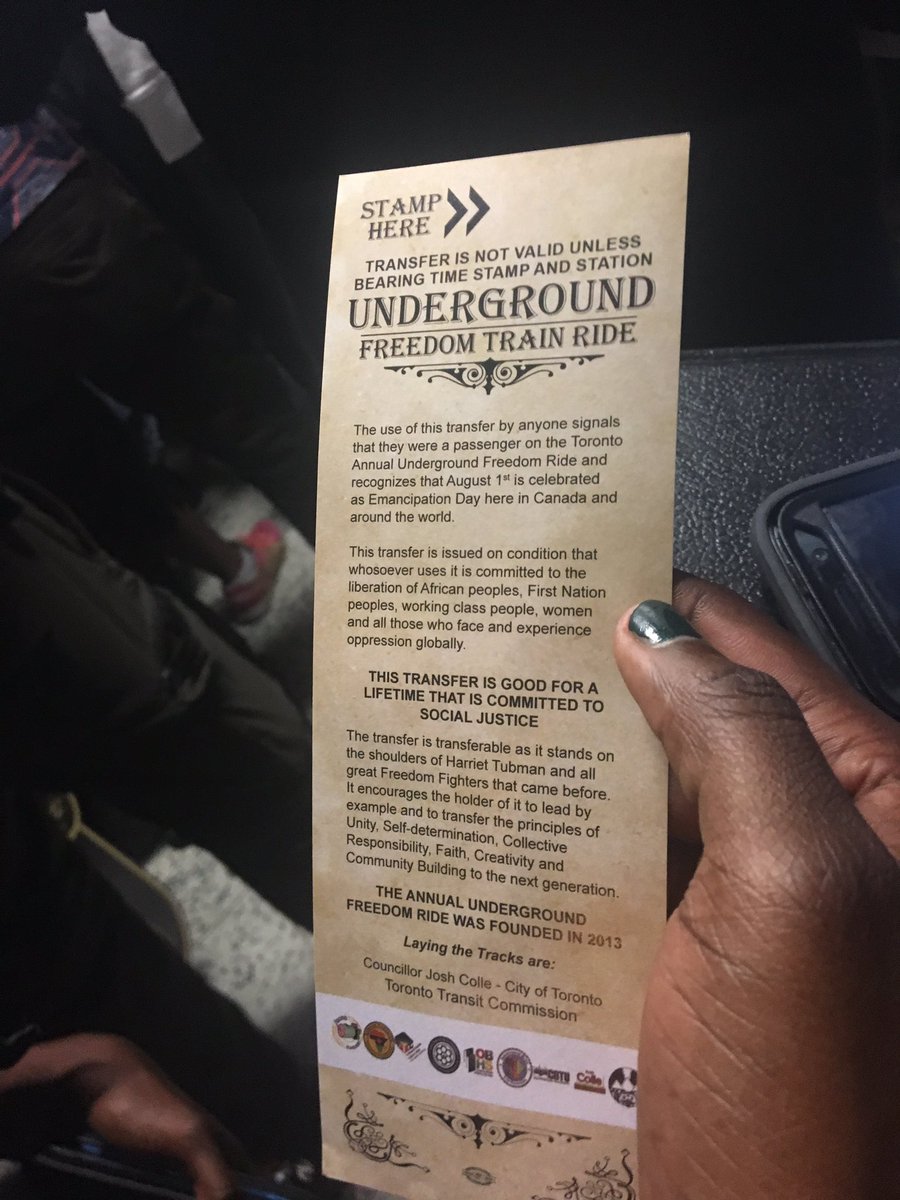 STAMP
HERE
TRANSFER IS NOT VALID UNLESS
BEARING TIME STAMP AND STATION
UNDERGROUND
FREEDOM TRAIN RIDE
The use of this transfer by anyone signals
that they were a passenger on the Toronto
Annual Underground Freedom Ride and
recognizes that August 1st is celebrated
as Emancipation Day here in Canada and
around the world.
This transfer is issued on condition that
whosoever uses it is committed to the
liberation of African peoples, First Nation
peoples, working class people, women
and all those who face and experience
oppression globally.
THIS TRANSFER IS GOOD FOR A
LIFETIME THAT IS COMMITTED TO
SOCIAL JUSTICE
The transfer is transferable as it stands on
the shoulders of Harriet Tubman and all
great Freedom Fighters that came before.
It encourages the holder of it to lead by
example and to transfer the principles of
Unity, Self-determination, Collective
Responsibility, Faith, Creativity and
Community Building to the next generation.
THE ANNUAL UNDERGROUND
FREEDOM RIDE WAS FOUNDED IN 2013
Laying the Tracks are:
Councillor Josh Colle - City of Toronto
Toronto Transit Commission
OB
HS
Colle